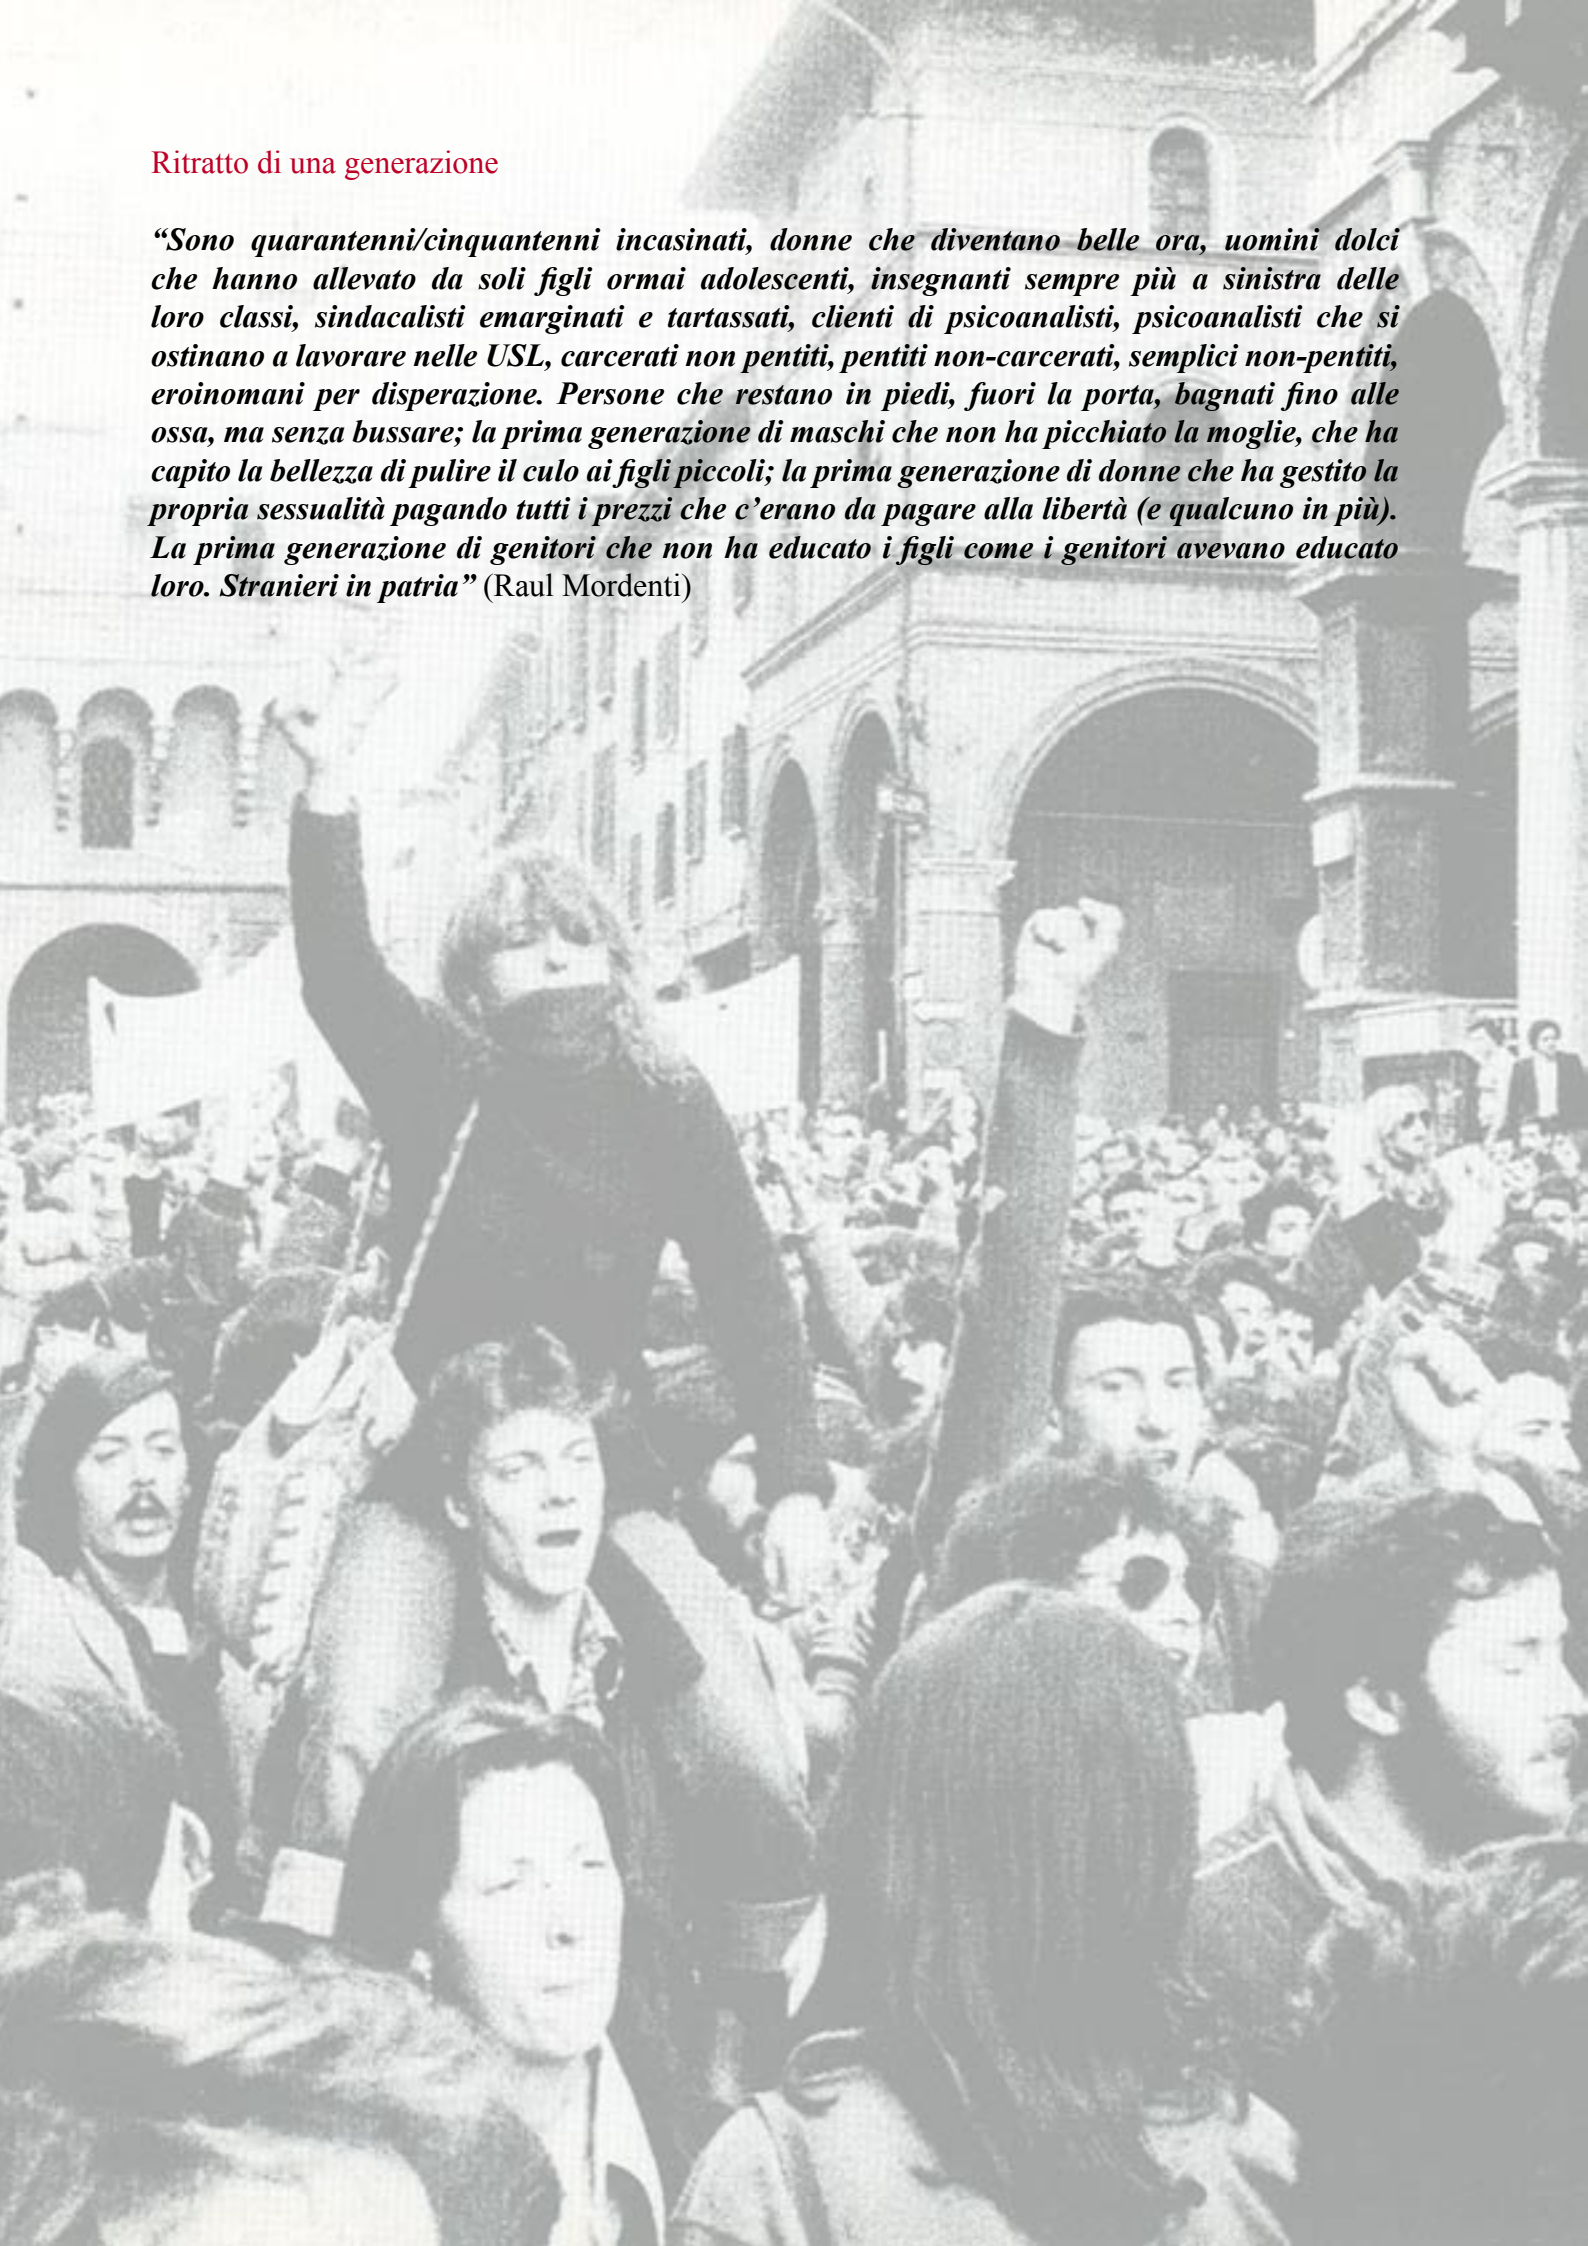 Ritratto di una generazione
“Sono quarantenni/cinquantenni incasinati, donne che diventano belle ora, uomini dolci
che hanno allevato da soli figli ormai adolescenti, insegnanti sempre più a sinistra delle
loro classi, sindacalisti emarginati e tartassati, clienti di psicoanalisti, psicoanalisti che si
ostinano a lavorare nelle USL, carcerati non pentiti, pentiti non-carcerati, semplici non-pentiti,
eroinomani per disperazione. Persone che restano in piedi, fuori la porta, bagnati fino alle
ossa, ma senza bussare; la prima generazione di maschi che non ha picchiato la moglie, che ha
capito la bellezza di pulire il culo ai figli piccoli; la prima generazione di donne che ha gestito la
propria sessualità pagando tutti i prezzi che c’erano da pagare alla libertà (e qualcuno in più).
La prima generazione di genitori che non ha educato i figli come i genitori avevano educato
loro. Stranieri in patria” (Raul Mordenti)